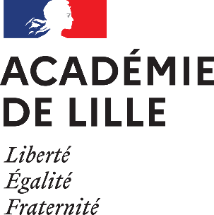 ACADÉMIE
DE LILLE
Liberté
Égalité
Fraternité